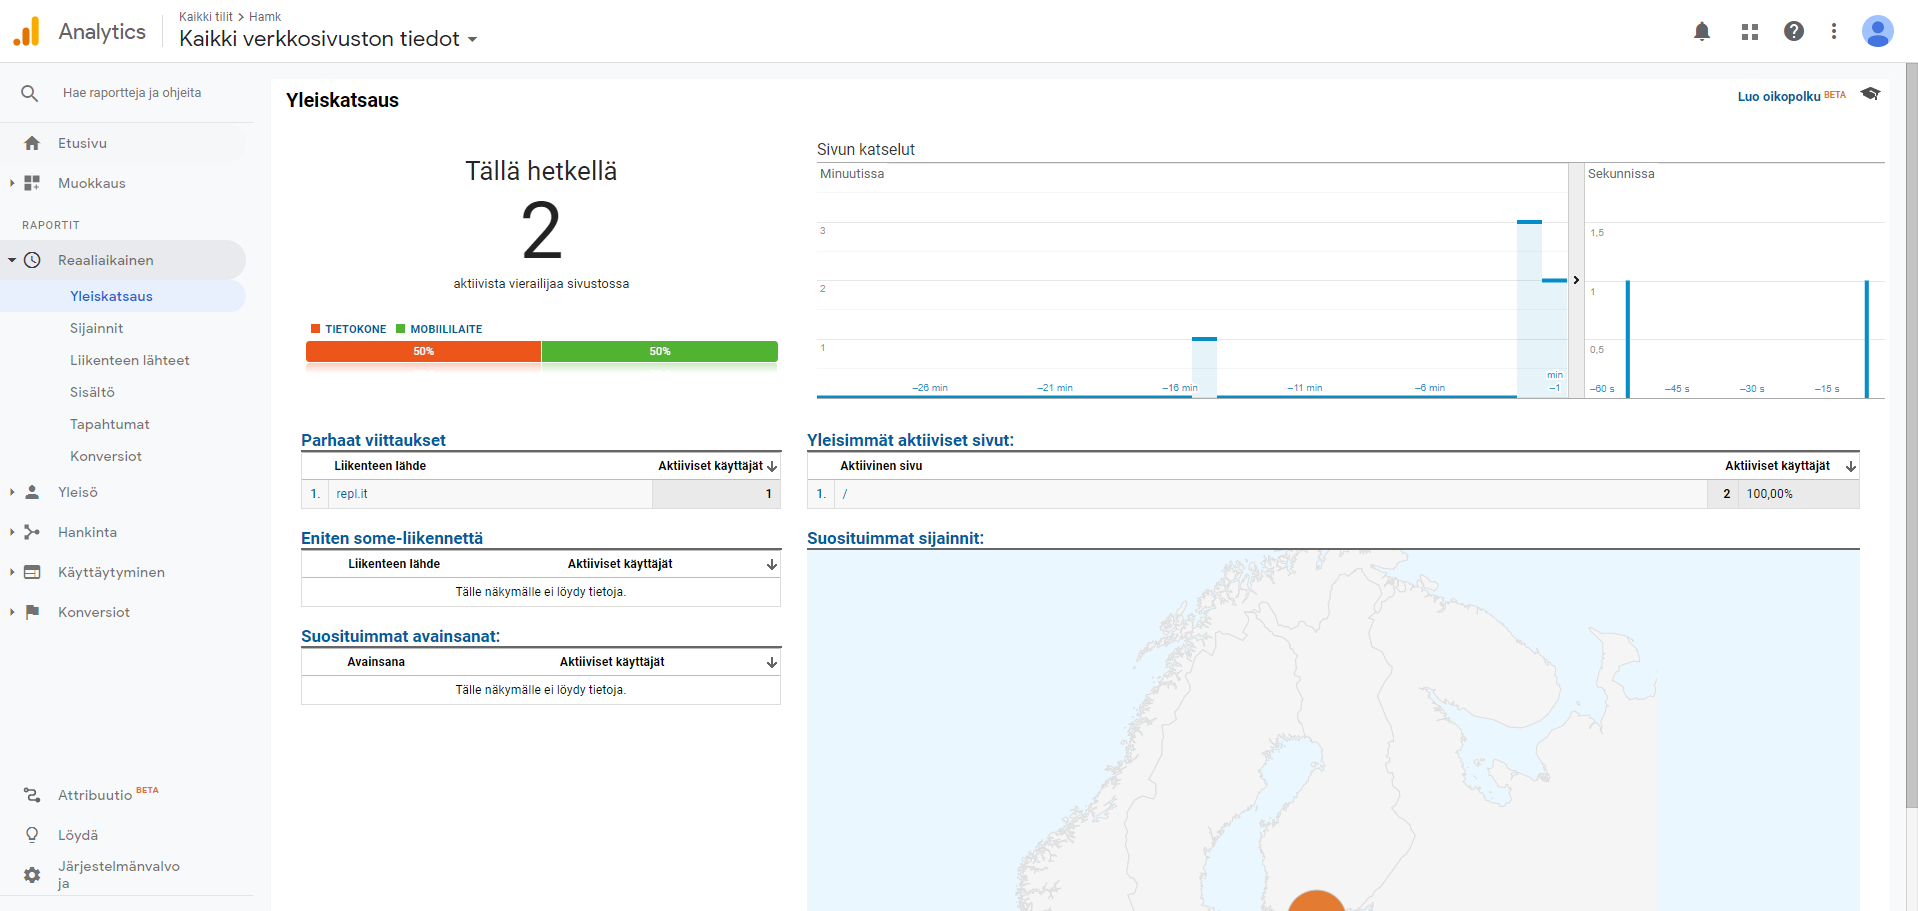 Analytics
Kaikki tilit > Hamk
Kaikki verkkosivuston tiedot
Hae raportteja ja ohjeita
Etusivu
Muokkaus
RAPORTIT
Reaaliaikainen
Yleiskatsaus
Sijainnit
Liikenteen lähteet
Sisältö
Tapahtumat
Konversiot
Yleisö
Hankinta
Käyttäytyminen
Konversiot
Attribuutio BETA
Löydä
Järjestelmänvalvo
ja
Yleiskatsaus
Luo oikopolku BETA
Tällä hetkellä
2
aktiivista vierailijaa sivustossa
TIETOKONE MOBIILILAITE
50% 50%
Sivun katselut
Minuutissa
3
2
1
–26 min –21 min –16 min –11 min –6 min min
–1
Sekunnissa
1,5
1
0,5
–60 s –45 s –30 s –15 s
Parhaat viittaukset
Liikenteen lähde Aktiiviset käyttäjät
1. repl.it 1
Eniten some-liikennettä
Liikenteen lähde Aktiiviset käyttäjät
Tälle näkymälle ei löydy tietoja.
Suosituimmat avainsanat:
Avainsana Aktiiviset käyttäjät
Tälle näkymälle ei löydy tietoja.
Yleisimmät aktiiviset sivut:
Aktiivinen sivu Aktiiviset käyttäjät
1. / 2 100,00%
Suosituimmat sijainnit: